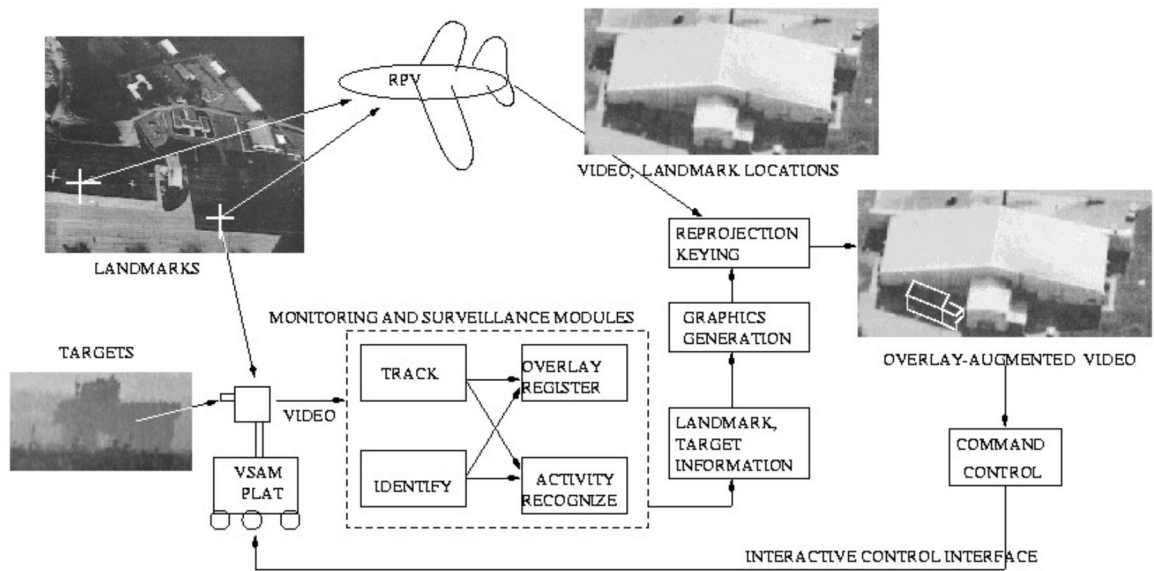 RPV
VIDEO, LANDMARK LOCATIONS
LANDMARKS
REPROJECTION
KEYING
MONITORING AND SURVEILLANCE MODULES
GRAPHICS
GENERATION
TARGETS
OVERLAY-AUGMENTED VIDEO
TRACK
OVERLAY
REGISTER
VIDEO
LANDMARK,
TARGET
INFORMATION
COMMAND
CONTROL
VSAM
PLAT
IDENTIFY
ACTIVITY
RECOGNIZE
INTERACTIVE CONTROL INTERFACE